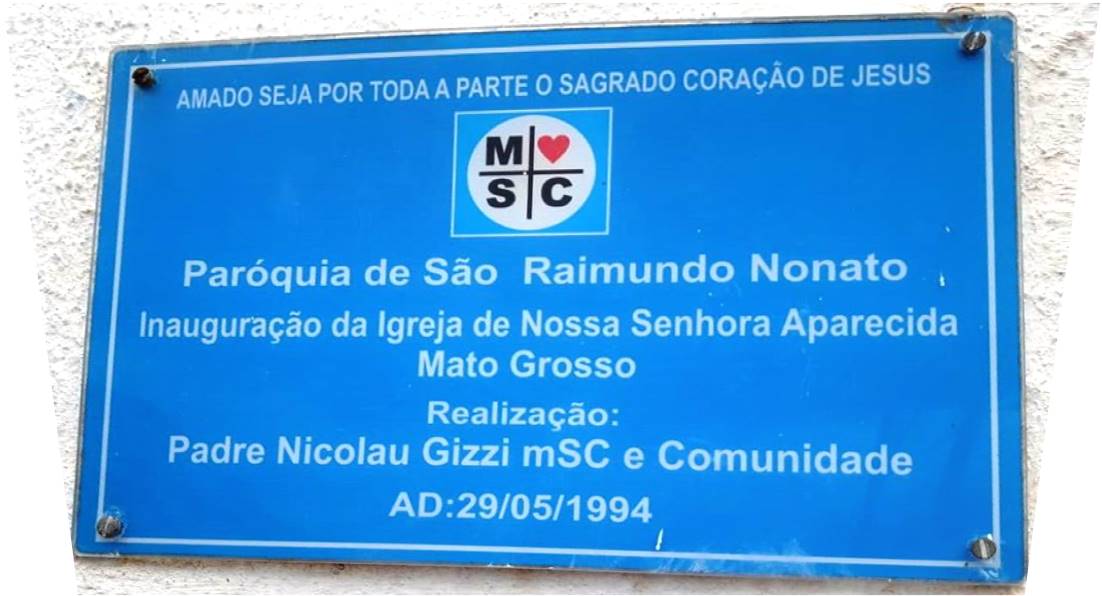 AMADO SEJA POR TODA A PARTE O SAGRADO CORAÇÃO DE JESUS
M
S C
Paróquia de São Raimundo Nonato
Inauguração da Igreja de Nossa Senhora Aparecida
Mato Grosso
Realização:
Padre Nicolau Gizzi mSC e Comunidade
AD:29/05/1994